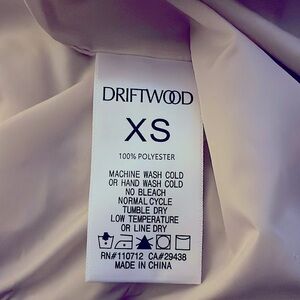 DRIFTWOOD
XS
100% POLYESTER
MACHINE WASH COLD
OR HAND WASH COLD
NO BLEACH
NORMAL CYCLE
TUMBLE DRY
LOW TEMPERATURE
OR LINE DRY
RN#110712 CA#29438
MADE IN CHINA